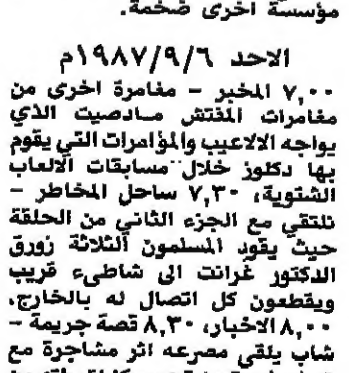 مؤسسة اخرى ضخمة.
الاحد ١٩٨٧/٩/٦م
٧,٠٠ المخبر - مغامرة اخرى من
مغامرات المفتش مادصيت الذي
يواجه الالاعيب والمؤامرات التي يقوم
بها دكلوز خلال مسابقات الالعاب
الشتوية، ٧,٣٠ ساحل المخاطر -
نلتقي مع الجزء الثاني من الحلقة
حيث يقود المسلمون الثلاثة زورق
الدكتور غرانت الى شاطىء قريب
ويقطعون كل اتصال له بالخارج.
٨,٠٠ الاخبار، ٨,٣٠ قصة جريمة -
شاب يلقي مصرعه اثر مشاجرة مع